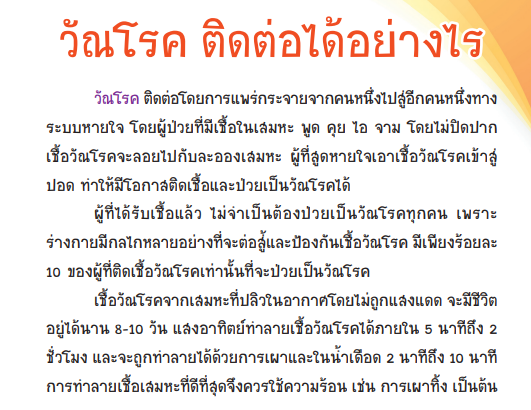 วัณโรค ติดต่อได้อย่างไร
วัณโรค ติดต่อโดยการแพร่กระจายจากคนหนึ่งไปสู่อีกคนหนึ่งทาง
ระบบหายใจ โดยผู้ป่วยที่มีเชื้อในเสมหะ พูด คุย ไอ จาม โดยไม่ปิดปาก
เชื้อวัณโรคจะลอยไปกับละอองเสมหะ ผู้ที่สูดหายใจเอาเชื้อวัณโรคเข้าสู่
ปอด ทำให้มีโอกาสติดเชื้อและป่วยเป็นวัณโรคได้
ผู้ที่ได้รับเชื้อแล้ว ไม่จำเป็นต้องป่วยเป็นวัณโรคทุกคน เพราะ
ร่างกายมีกลไกหลายอย่างที่จะต่อสู้และป้องกันเชื้อวัณโรค มีเพียงร้อยละ
10 ของผู้ที่ติดเชื้อวัณโรคเท่านั้นที่จะป่วยเป็นวัณโรค
เชื้อวัณโรคจากเสมหะที่ปลิวในอากาศโดยไม่ถูกแสงแดด จะมีชีวิต
อยู่ได้นาน 8-10 วัน แสงอาทิตย์ทำลายเชื้อวัณโรคได้ภายใน 5 นาทีถึง 2
ชั่วโมง และจะถูกทำลายได้ด้วยการเผาและในน้ำเดือด 2 นาทีถึง 10 นาที
การทำลายเชื้อเสมหะที่ดีที่สุดจึงควรใช้ความร้อน เช่น การเผาทิ้ง เป็นต้น